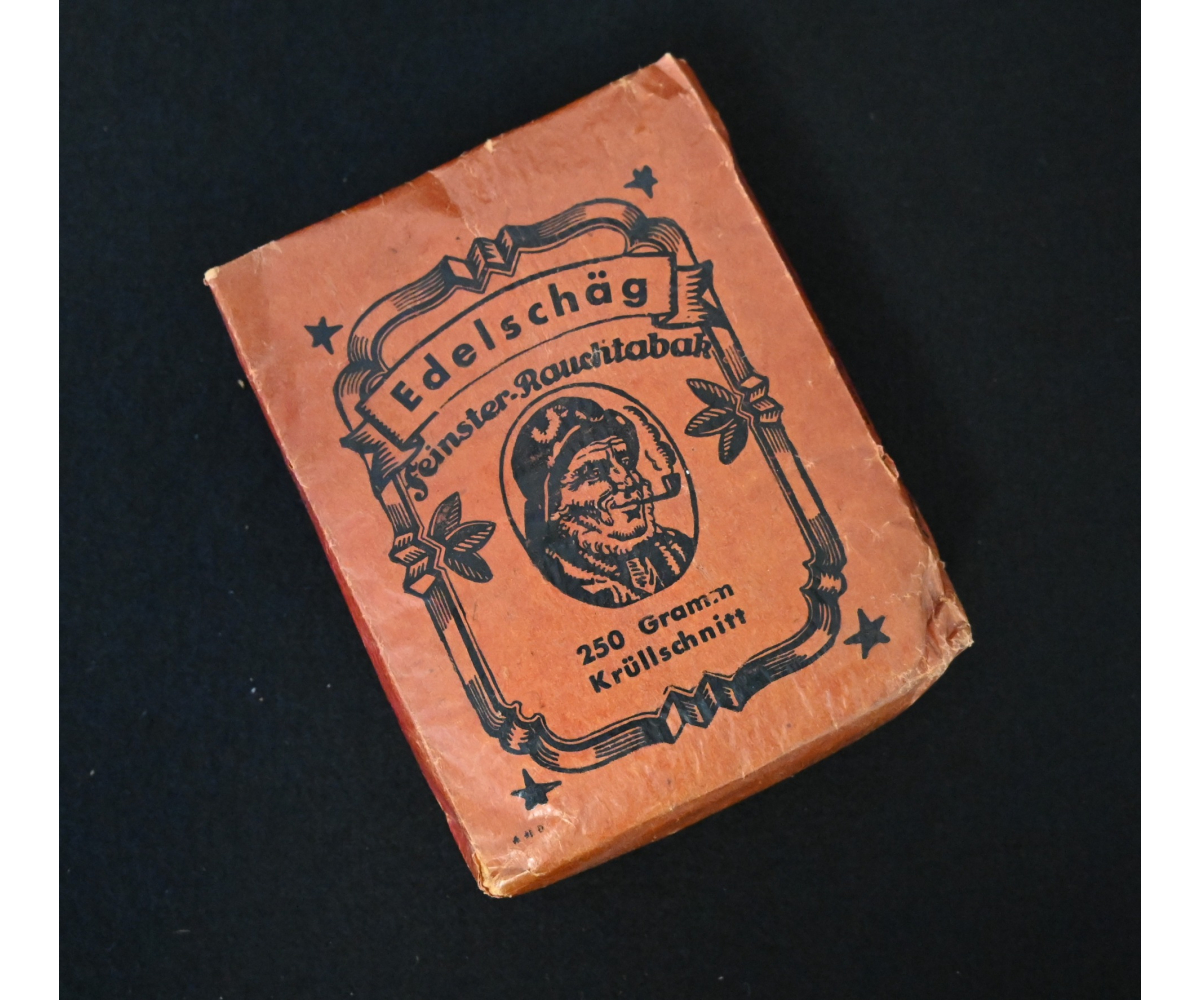 Edelschäg
Feinster-Rauchtabak
250 Gramm
Krüllschnitt